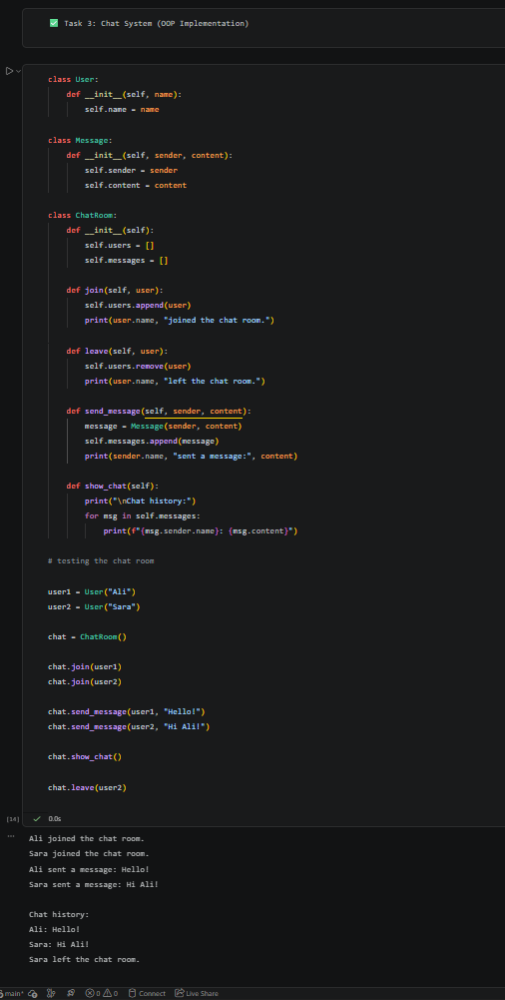 ✅ Task 3: Chat System (OOP Implementation)
class User:
    def __init__(self, name):
        self.name = name

class Message:
    def __init__(self, sender, content):
        self.sender = sender
        self.content = content

class ChatRoom:
    def __init__(self):
        self.users = []
        self.messages = []

    def join(self, user):
        self.users.append(user)
        print(user.name, "joined the chat room.")

    def leave(self, user):
        self.users.remove(user)
        print(user.name, "left the chat room.")

    def send_message(self, sender, content):
        message = Message(sender, content)
        self.messages.append(message)
        print(sender.name, "sent a message:", content)

    def show_chat(self):
        print("\nChat history:")
        for msg in self.messages:
            print(f"{msg.sender.name}: {msg.content}")

# testing the chat room

user1 = User("Ali")
user2 = User("Sara")

chat = ChatRoom()

chat.join(user1)
chat.join(user2)

chat.send_message(user1, "Hello!")
chat.send_message(user2, "Hi Ali!")

chat.show_chat()

chat.leave(user2)
[14] ✓ 0.0s
... Ali joined the chat room.
Sara joined the chat room.
Ali sent a message: Hello!
Sara sent a message: Hi Ali!

Chat history:
Ali: Hello!
Sara: Hi Ali!
Sara left the chat room.
main* 0 0 Connect Live Share